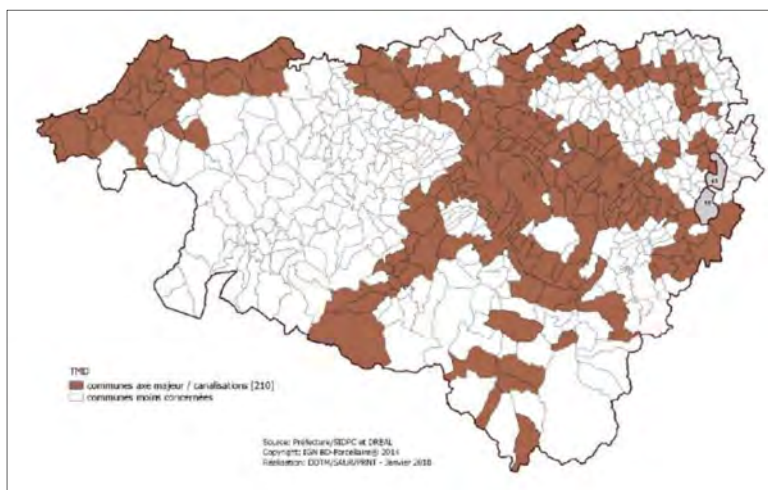 TMD
communes axe majeur / canalisations [210]
communes moins concernées
Source: Préfecture/SIDPC et DREAL
Copyright: IGN BD-Parcellaire® 2014
Réalisation: DDTM/SAUR/PRNT - Janvier 2018